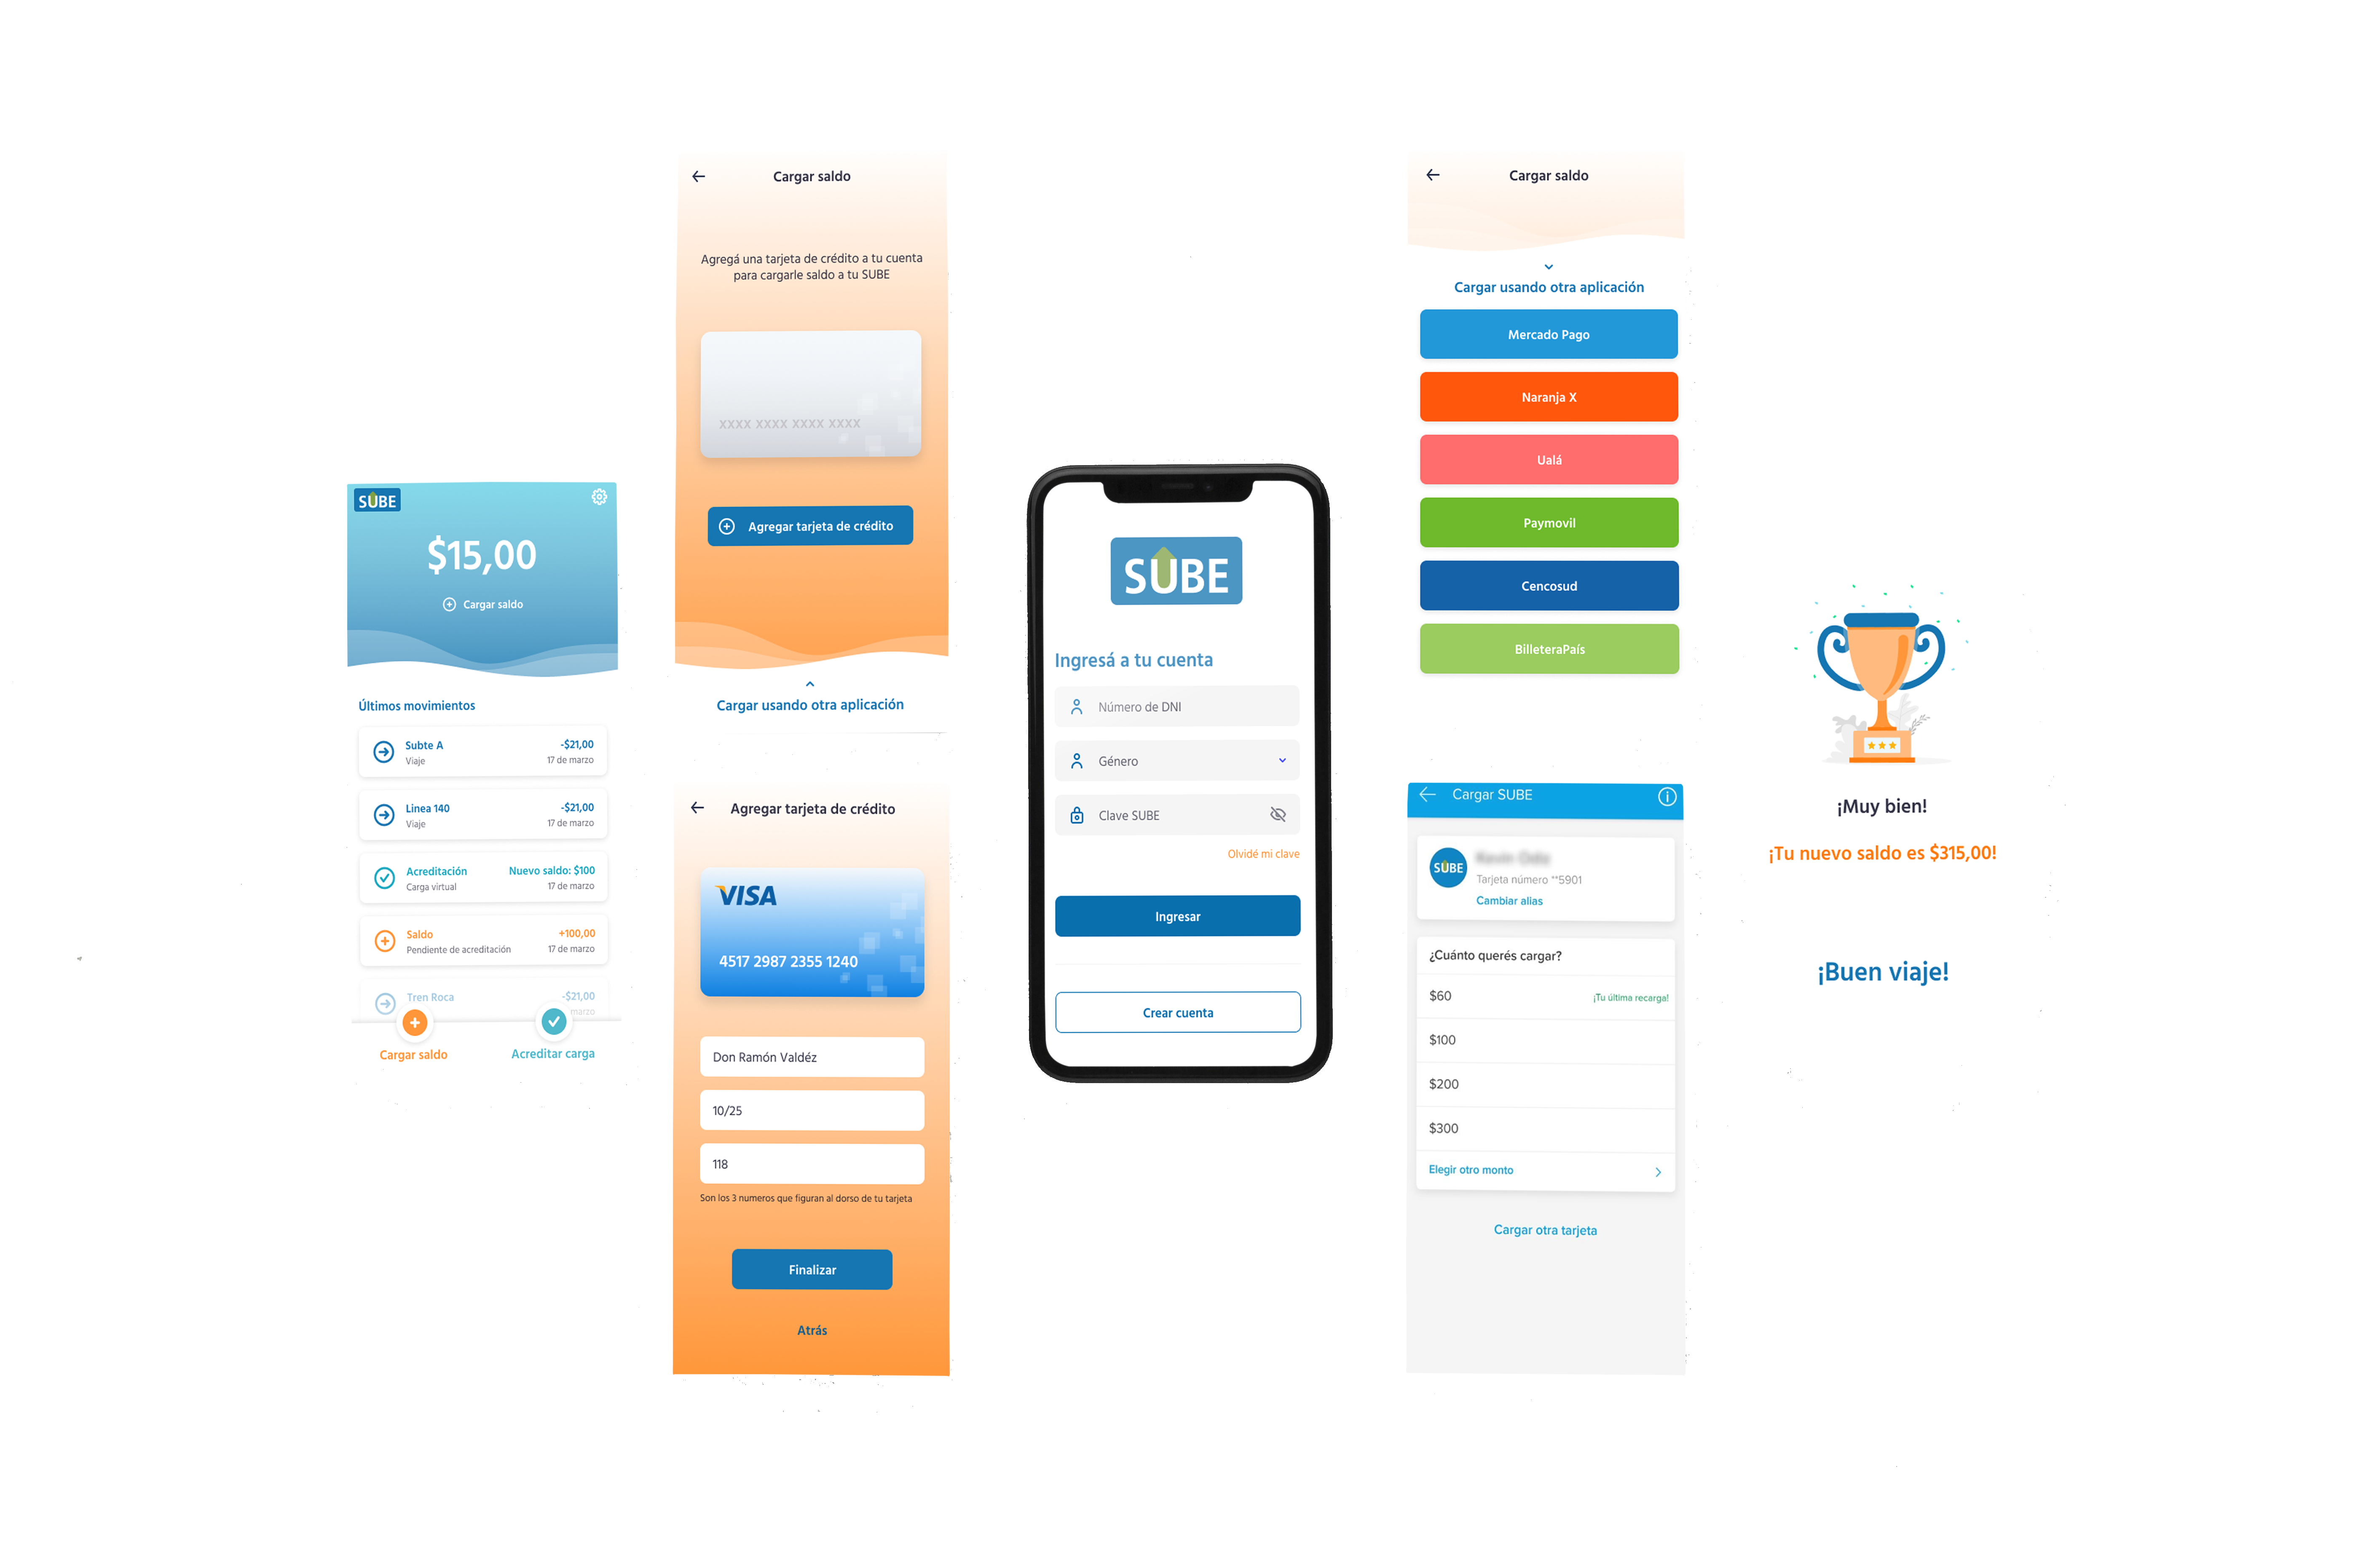 SUBE
$15,00
Cargar saldo
Últimos movimientos
Subte A
-$21,00
Viaje
17 de marzo
Linea 140
-$21,00
Viaje
17 de marzo
Acreditación
Nuevo saldo: $100
Carga virtual
17 de marzo
Saldo
+100,00
Pendiente de acreditación
17 de marzo
Tren Roca
-$21,00
marzo
Cargar saldo
Acreditar carga
Cargar saldo
Agregá una tarjeta de crédito a tu cuenta
para cargarle saldo a tu SUBE
XXXX XXXX XXXX XXXX
Agregar tarjeta de crédito
Cargar usando otra aplicación
Agregar tarjeta de crédito
VISA
4517 2987 2355 1240
Don Ramón Valdéz
10/25
118
Son los 3 numeros que figuran al dorso de tu tarjeta
Finalizar
Atrás
SUBE
Ingresá a tu cuenta
Número de DNI
Género
Clave SUBE
Olvidé mi clave
Ingresar
Crear cuenta
Cargar saldo
Cargar usando otra aplicación
Mercado Pago
Naranja X
Ualá
Paymovil
Cencosud
BilleteraPaís
Cargar SUBE
SUBE
Tarjeta número **5901
Cambiar alias
¿Cuánto querés cargar?
$60
¡Tu última recarga!
$100
$200
$300
Elegir otro monto
Cargar otra tarjeta
¡Muy bien!
¡Tu nuevo saldo es $315,00!
¡Buen viaje!